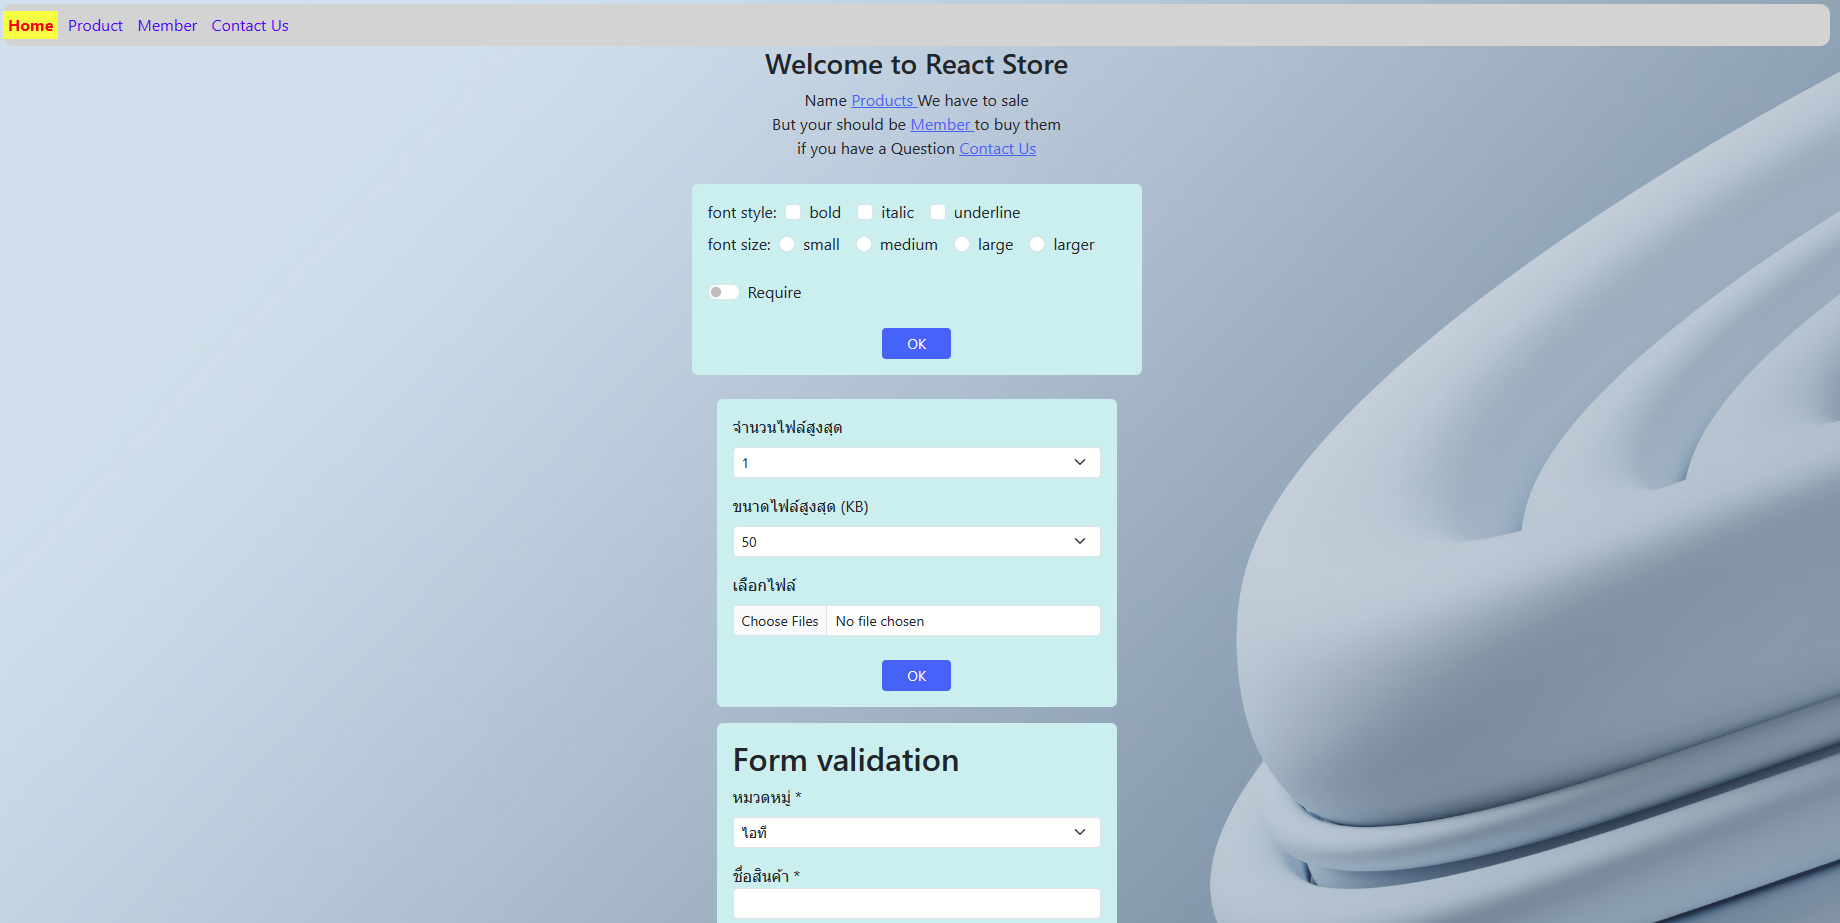 Home Product Member Contact Us
Welcome to React Store
Name Products We have to sale
But your should be Member to buy them
if you have a Question Contact Us
font style: bold italic underline
font size: small medium large larger
Require
OK
จำนวนไฟล์สูงสุด
1
ขนาดไฟล์สูงสุด (KB)
50
เลือกไฟล์
Choose Files No file chosen
OK
Form validation
หมวดหมู่ *
ไอที
ชื่อสินค้า *